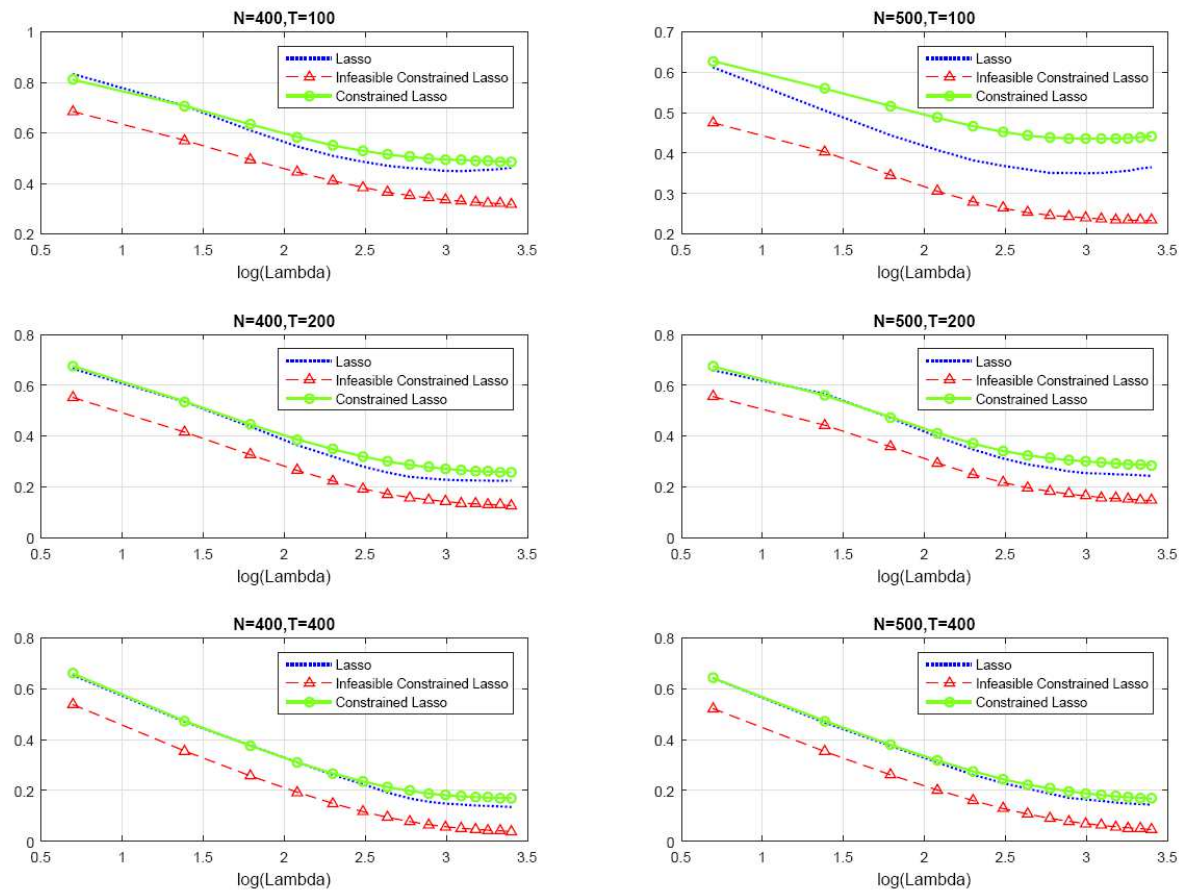 N=400,T=100
1
0.8
0.6
0.4
0.2
0.5
1
1.5
2
2.5
3
3.5
log(Lambda)
Lasso
Infeasible Constrained Lasso
Constrained Lasso
N=500,T=100
0.7
0.6
0.5
0.4
0.3
0.2
0.5
1
1.5
2
2.5
3
3.5
log(Lambda)
Lasso
Infeasible Constrained Lasso
Constrained Lasso
N=400,T=200
0.8
0.6
0.4
0.2
0
0.5
1
1.5
2
2.5
3
3.5
log(Lambda)
Lasso
Infeasible Constrained Lasso
Constrained Lasso
N=500,T=200
0.8
0.6
0.4
0.2
0
0.5
1
1.5
2
2.5
3
3.5
log(Lambda)
Lasso
Infeasible Constrained Lasso
Constrained Lasso
N=400,T=400
0.8
0.6
0.4
0.2
0
0.5
1
1.5
2
2.5
3
3.5
log(Lambda)
Lasso
Infeasible Constrained Lasso
Constrained Lasso
N=500,T=400
0.8
0.6
0.4
0.2
0
0.5
1
1.5
2
2.5
3
3.5
log(Lambda)
Lasso
Infeasible Constrained Lasso
Constrained Lasso